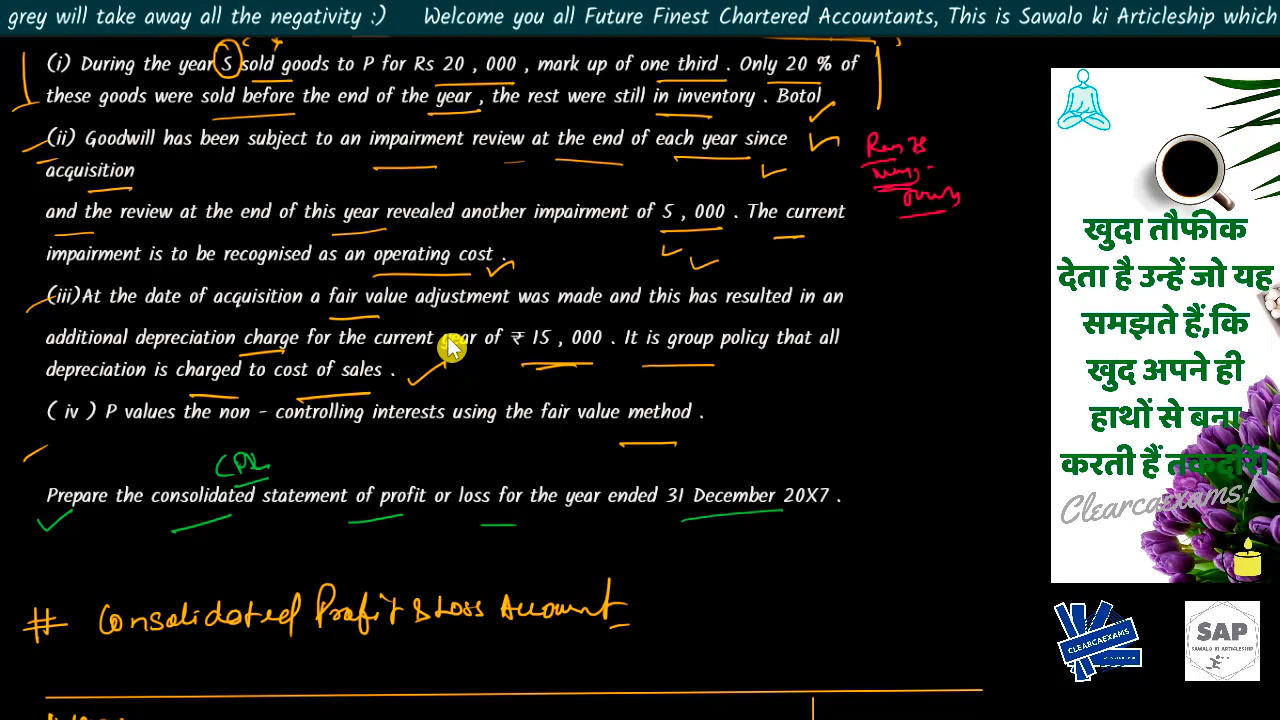 grey will take away all the negativity :) Welcome you all Future Finest Chartered Accountants, This is Sawalo ki Articleship which
(i) During the year S sold goods to P for Rs 20 , 000 , mark up of one third . Only 20 % of
these goods were sold before the end of the year , the rest were still in inventory . Botol
(ii) Goodwill has been subject to an impairment review at the end of each year since
acquisition
and the review at the end of this year revealed another impairment of 5 , 000 . The current
impairment is to be recognised as an operating cost .
(iii)At the date of acquisition a fair value adjustment was made and this has resulted in an
additional depreciation charge for the current year of ₹ 15 , 000 . It is group policy that all
depreciation is charged to cost of sales .
( iv ) P values the non - controlling interests using the fair value method .
CP&L
Prepare the consolidated statement of profit or loss for the year ended 31 December 20X7 .
# Consolidated Profit & Loss Account
खुदा तौफीक
देता है उन्हें जो यह
समझते हैं,कि
खुद अपने ही
हाथों से बना
करती हैं तकदीरें।
Clearcaexams!
CLEARCAEXAMS
SAP
SAWALO KI ARTICLESHIP